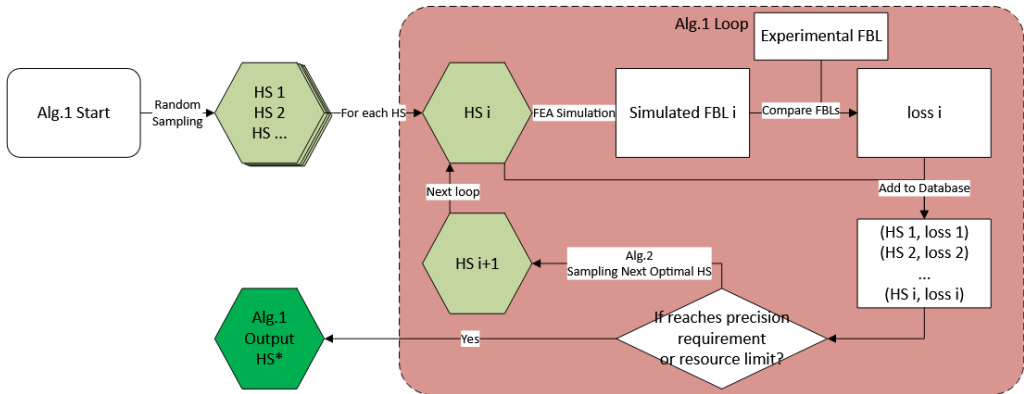 Alg.1 Loop
Experimental FBL
Alg.1 Start
Random
Sampling
HS 1
HS 2
HS ...
For each HS
HS i
FEA Simulation
Simulated FBL i
Compare FBLs
loss i
Add to Database
Next loop
(HS 1, loss 1)
(HS 2, loss 2)
...
(HS i, loss i)
HS i+1
Alg.2
Sampling Next Optimal HS
If reaches precision
requirement
or resource limit?
Yes
Alg.1
Output
HS*